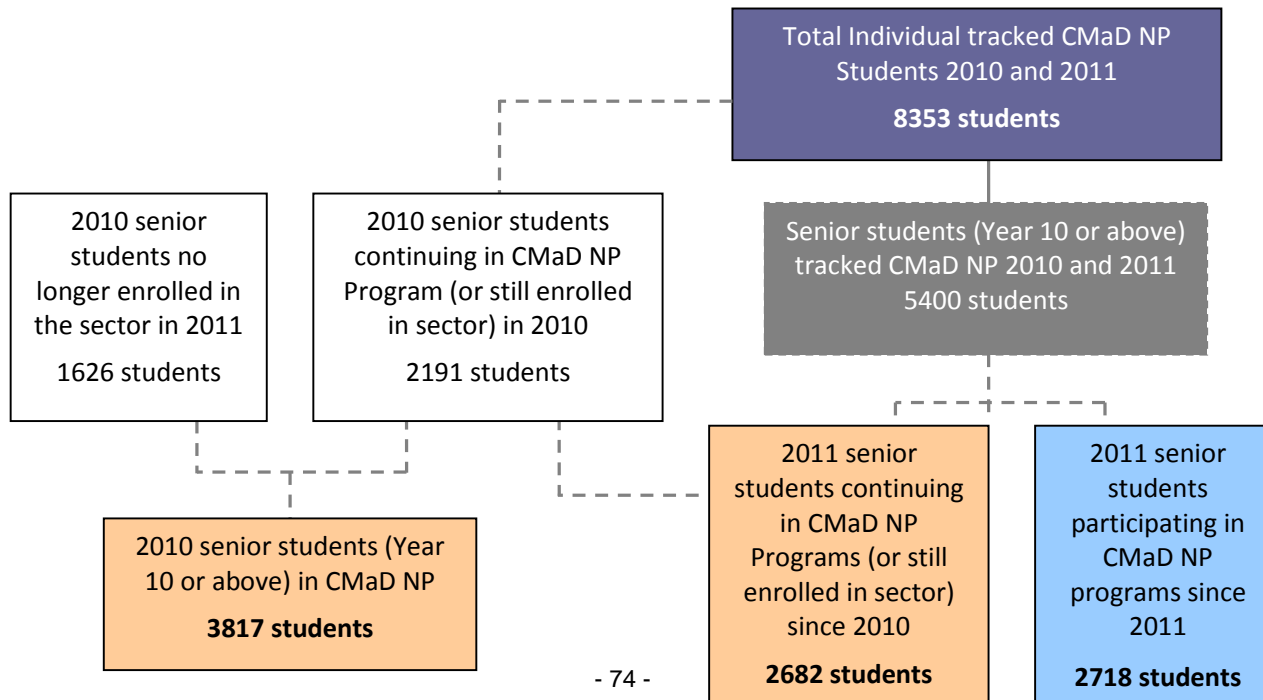 Total Individual tracked CMaD NP
Students 2010 and 2011
8353 students
2010 senior
students no
longer enrolled in
the sector in 2011
1626 students
2010 senior students
continuing in CMaD NP
Program (or still enrolled
in sector) in 2010
2191 students
Senior students (Year 10 or above)
tracked CMaD NP 2010 and 2011
5400 students
2010 senior students (Year
10 or above) in CMaD NP
3817 students
2011 senior
students continuing
in CMaD NP
Programs (or still
enrolled in sector)
since 2010
2682 students
2011 senior
students
participating in
CMaD NP
programs since
2011
2718 students
- 74 -